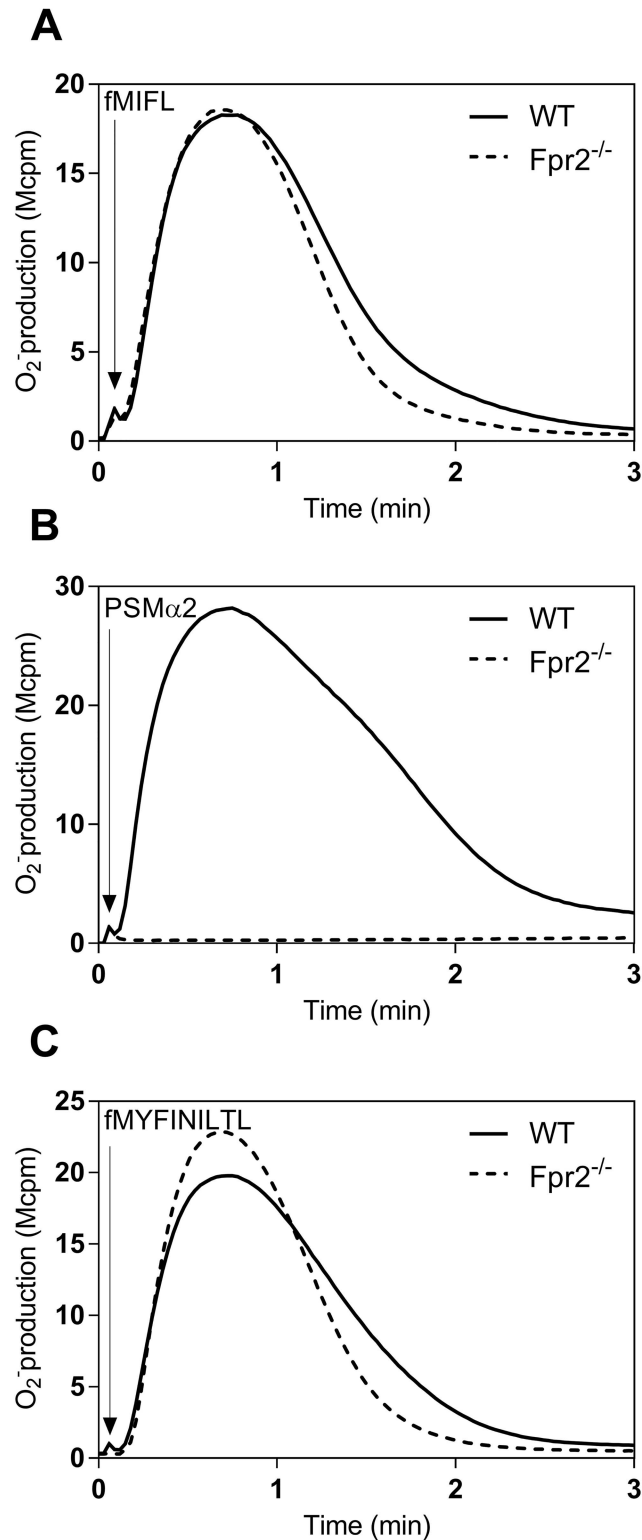 A
fMIFL
WT
Fpr2-/-
O2- production (Mcpm)
20
15
10
5
0
0 1 2 3
Time (min)
B
PSMα2
WT
Fpr2-/-
O2- production (Mcpm)
30
20
10
0
0 1 2 3
Time (min)
C
fMYFINILTL
WT
Fpr2-/-
O2- production (Mcpm)
25
20
15
10
5
0
0 1 2 3
Time (min)